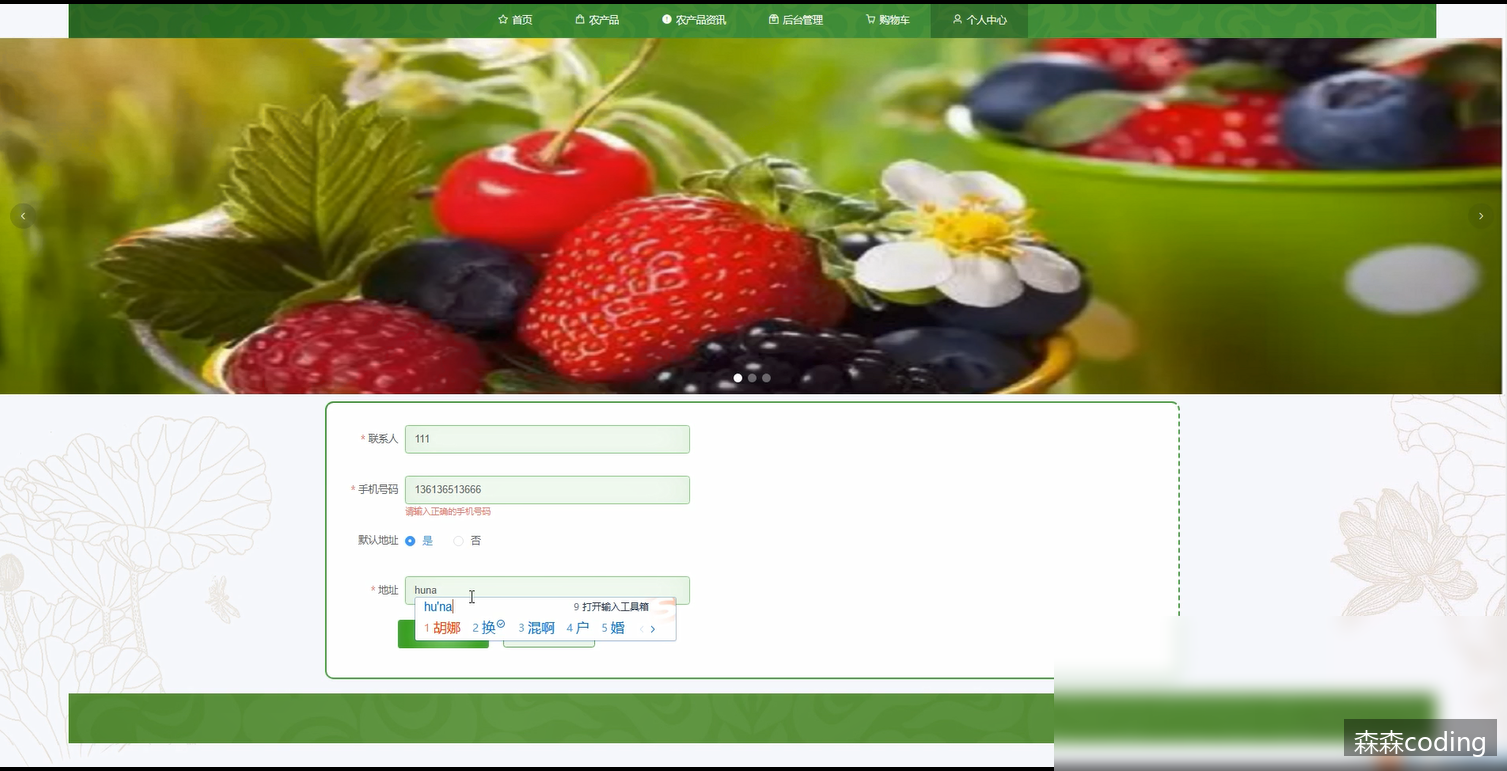 首页 农产品 农产品资讯 后台管理 购物车 个人中心
* 联系人 111
* 手机号码 136136513666
请输入正确的手机号码
默认地址 是 否
* 地址 huna
hu'na 9 打开输入工具箱
1 胡娜 2 换 3 混啊 4 户 5 婚
森森coding